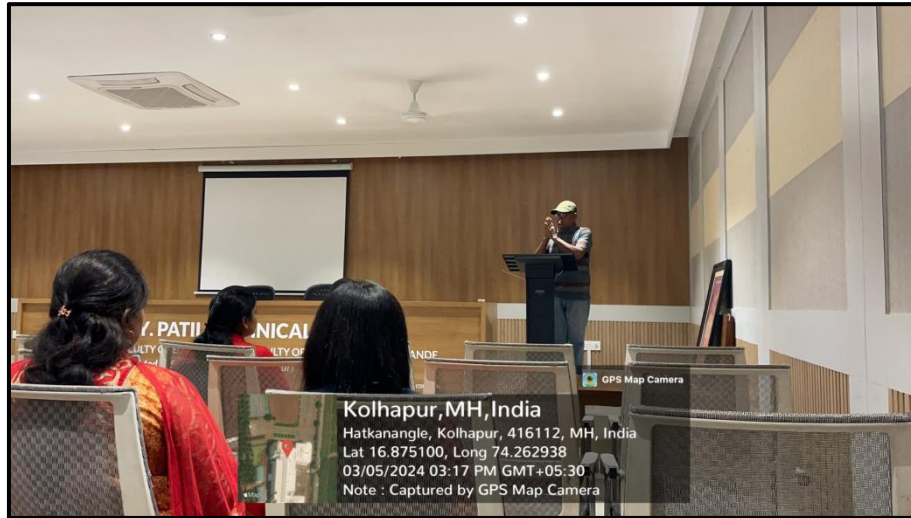 Y. PATIL
NICAL
GPS Map Camera
Kolhapur,MH,India
Hatkanangle, Kolhapur, 416112, MH, India
Lat 16.875100, Long 74.262938
03/05/2024 03:17 PM GMT+05:30
Note : Captured by GPS Map Camera